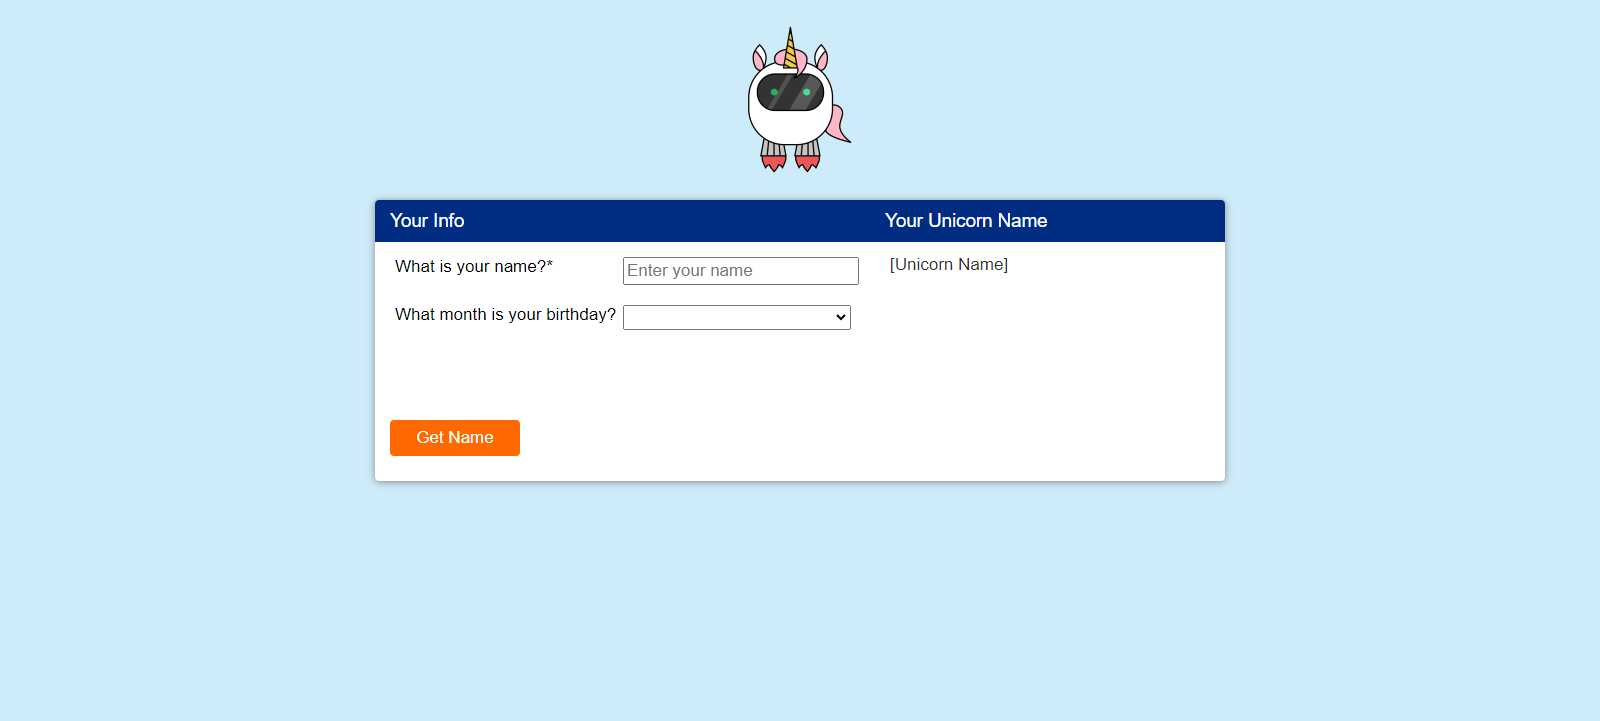 Your Info
Your Unicorn Name
What is your name?*
Enter your name
[Unicorn Name]
What month is your birthday?
Get Name